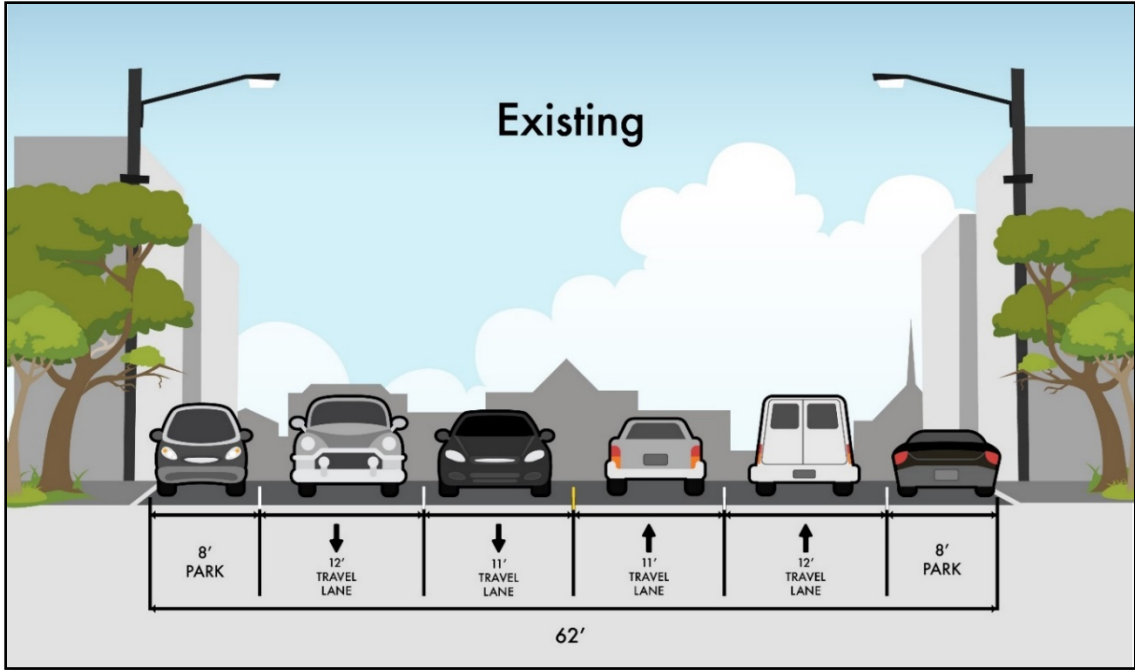 Existing
8′
PARK
12′
TRAVEL
LANE
11′
TRAVEL
LANE
11′
TRAVEL
LANE
12′
TRAVEL
LANE
8′
PARK
62′